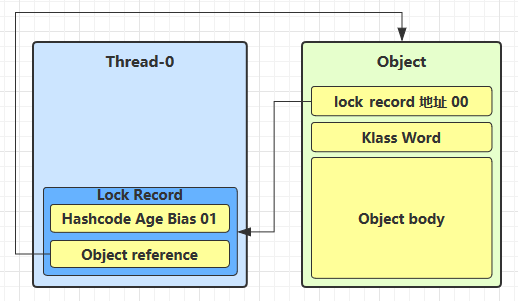 Thread-0
Lock Record
Hashcode Age Bias 01
Object reference
Object
lock record 地址 00
Klass Word
Object body